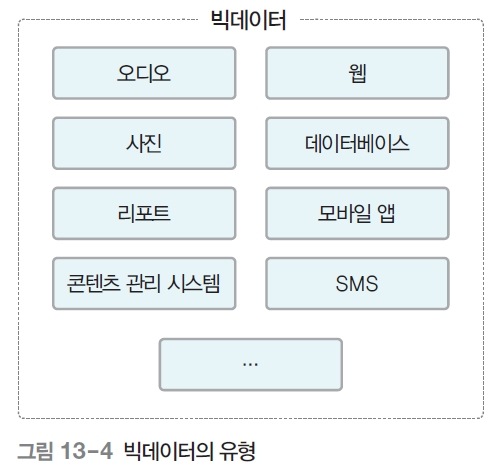 빅데이터
오디오
웹
사진
데이터베이스
리포트
모바일 앱
콘텐츠 관리 시스템
SMS
...
그림 13-4 빅데이터의 유형